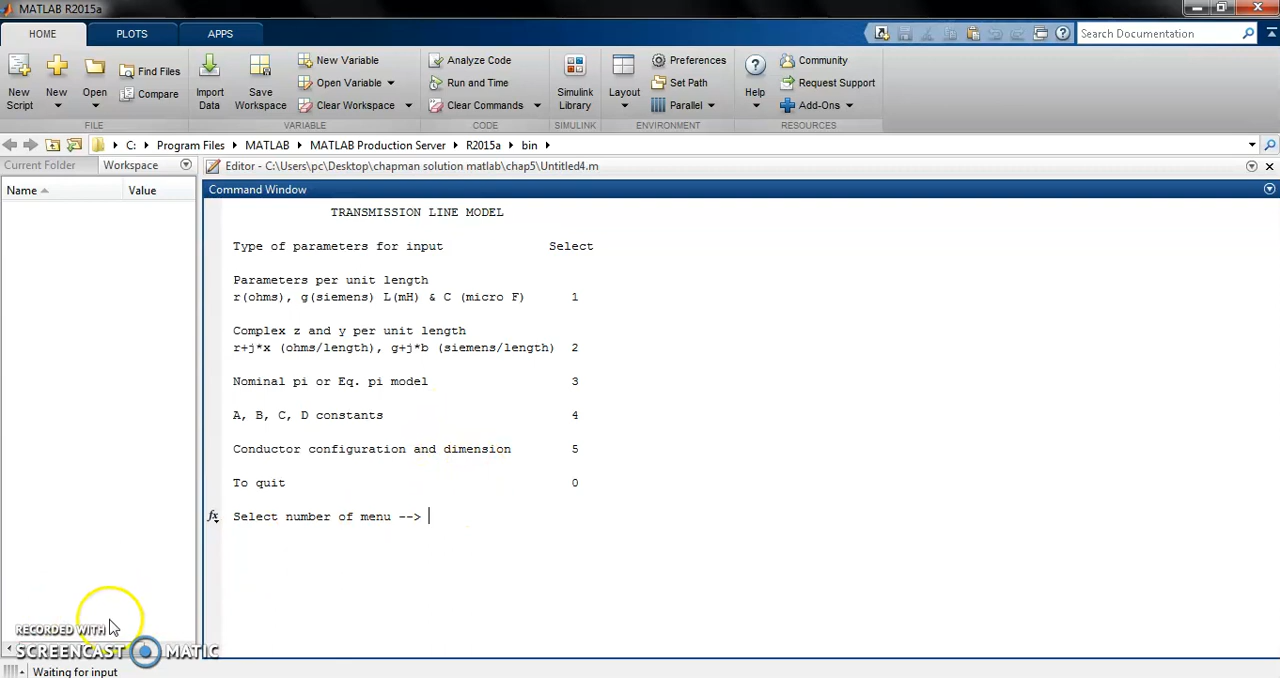 MATLAB R2015a
HOME
PLOTS
APPS
Search Documentation
New Script
New
Open
Find Files
Compare
Import Data
Save Workspace
New Variable
Open Variable
Clear Workspace
Analyze Code
Run and Time
Clear Commands
Simulink Library
Layout
Preferences
Set Path
Parallel
Help
Community
Request Support
Add-Ons
FILE
VARIABLE
CODE
SIMULINK
ENVIRONMENT
RESOURCES
C: Program Files MATLAB MATLAB Production Server R2015a bin
Current Folder
Workspace
Name
Value
Editor - C:\Users\pc\Desktop\chapman solution matlab\chap5\Untitled4.m
Command Window
TRANSMISSION LINE MODEL
Type of parameters for input Select
Parameters per unit length
r(ohms), g(siemens) L(mH) & C (micro F) 1
Complex z and y per unit length
r+j*x (ohms/length), g+j*b (siemens/length) 2
Nominal pi or Eq. pi model 3
A, B, C, D constants 4
Conductor configuration and dimension 5
To quit 0
fx Select number of menu -->
RECORDED WITH
SCREENCAST MATIC
Waiting for input